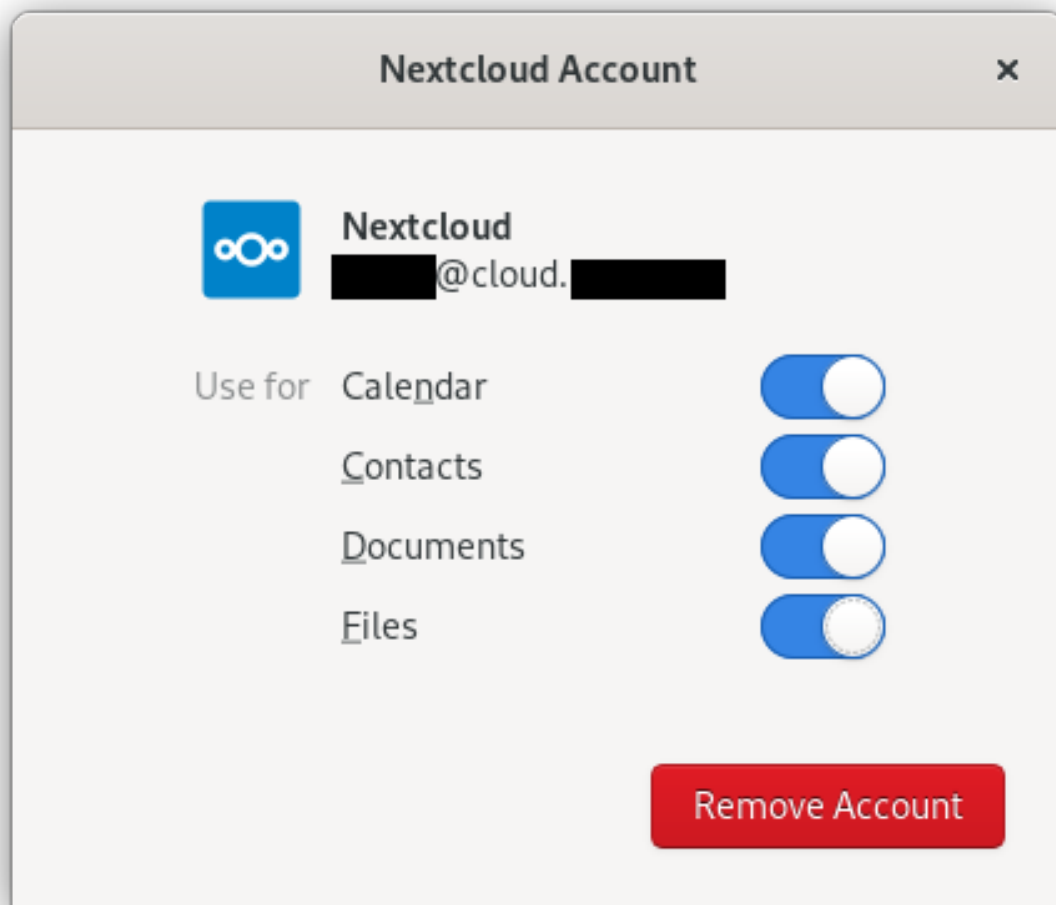 Nextcloud Account
Nextcloud
@cloud.
Use for Calendar
Contacts
Documents
Files
Remove Account